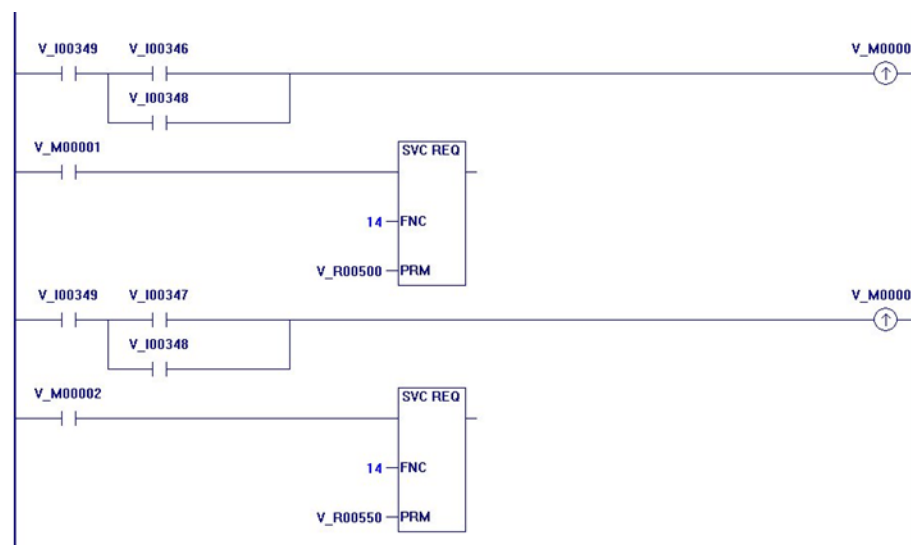 V_I00349 V_I00346 V_M0000
V_I00348
V_M00001 SVC REQ
14 FNC
V_R00500 PRM
V_I00349 V_I00347 V_M0000
V_I00348
V_M00002 SVC REQ
14 FNC
V_R00550 PRM